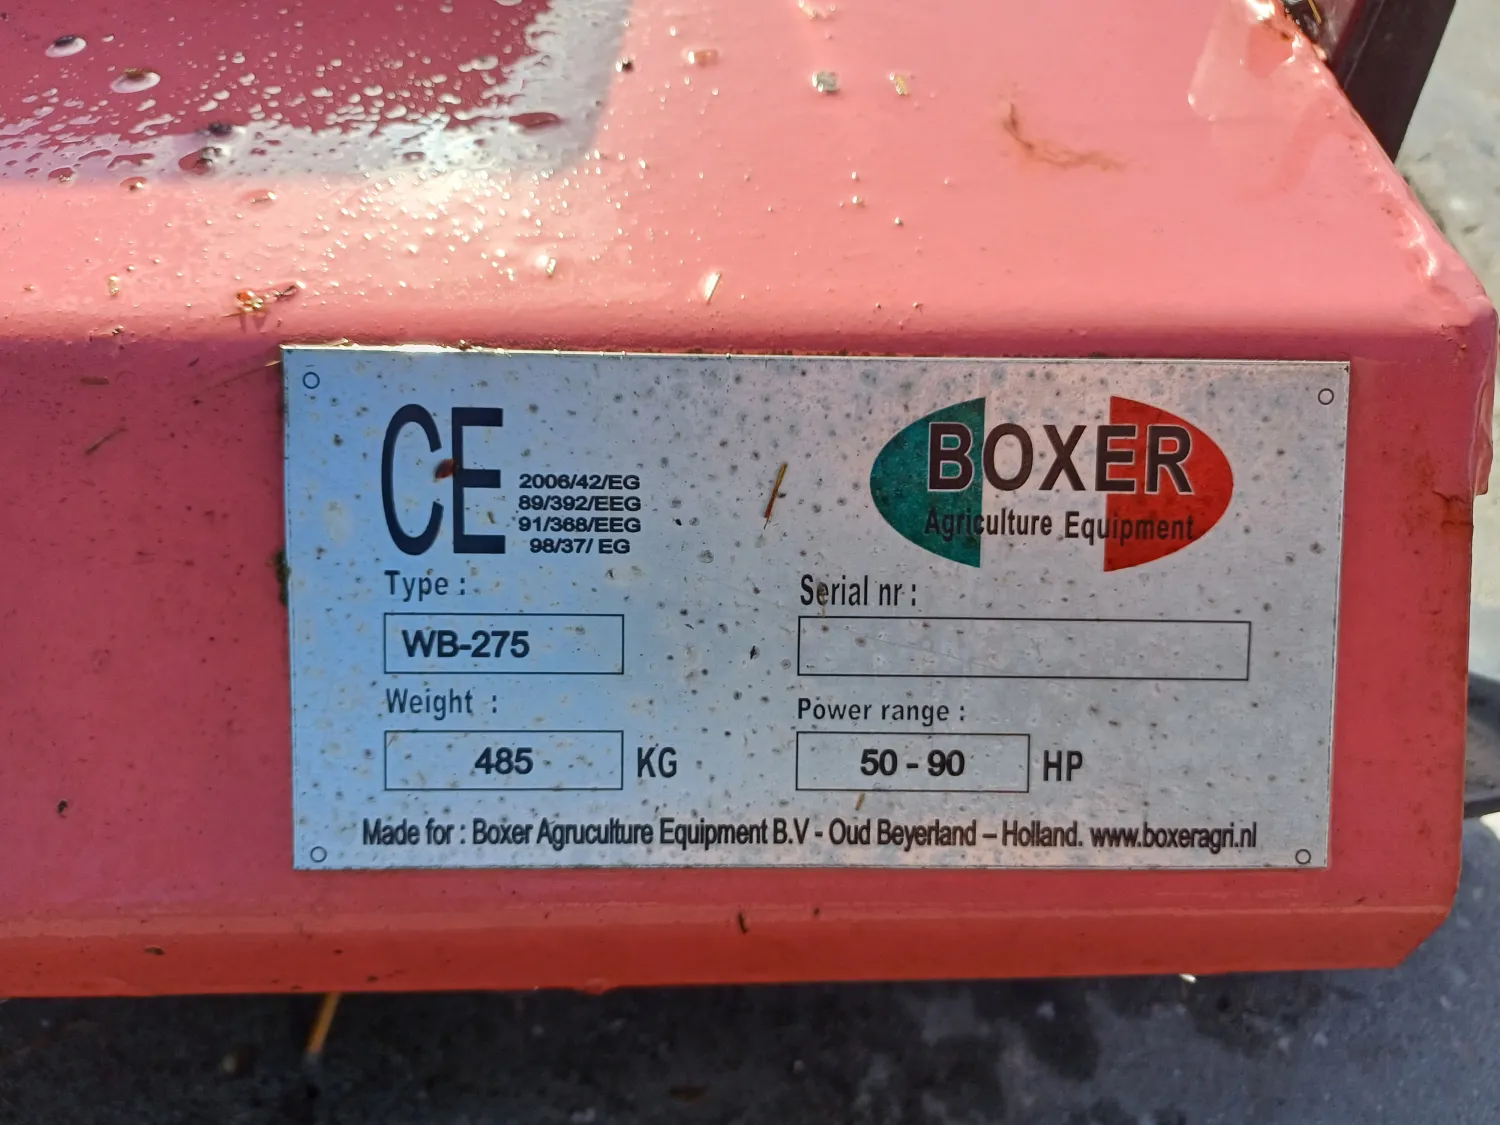 CE
2006/42/EG
89/392/EEG
91/368/EEG
98/37/ EG
BOXER
Agriculture Equipment
Type :
WB-275
Serial nr :
Weight :
485 KG
Power range :
50 - 90 HP
Made for : Boxer Agruculture Equipment B.V - Oud Beyerland – Holland. www.boxeragri.nl